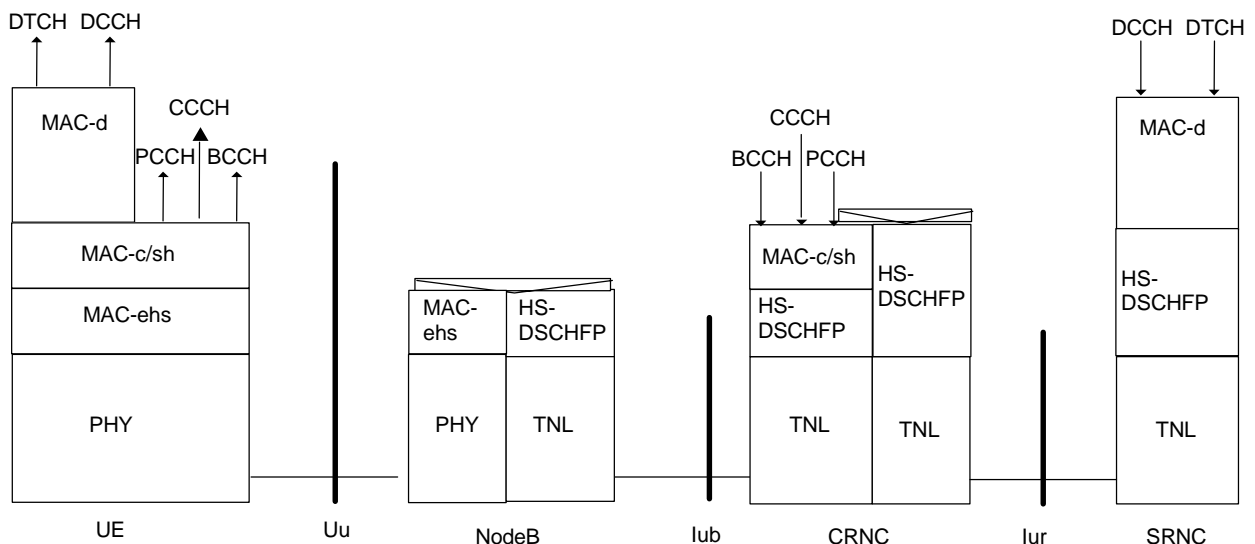 DTCH DCCH
MAC-d
CCCH
PCCH BCCH
MAC-c/sh
MAC-ehs
PHY
UE
Uu
MAC-
ehs
HS-
DSCHFP
PHY
TNL
NodeB
Iub
CCCH
BCCH PCCH
MAC-c/sh
HS-
DSCHFP
HS-
DSCHFP
TNL
TNL
CRNC
Iur
DCCH DTCH
MAC-d
HS-
DSCHFP
TNL
SRNC